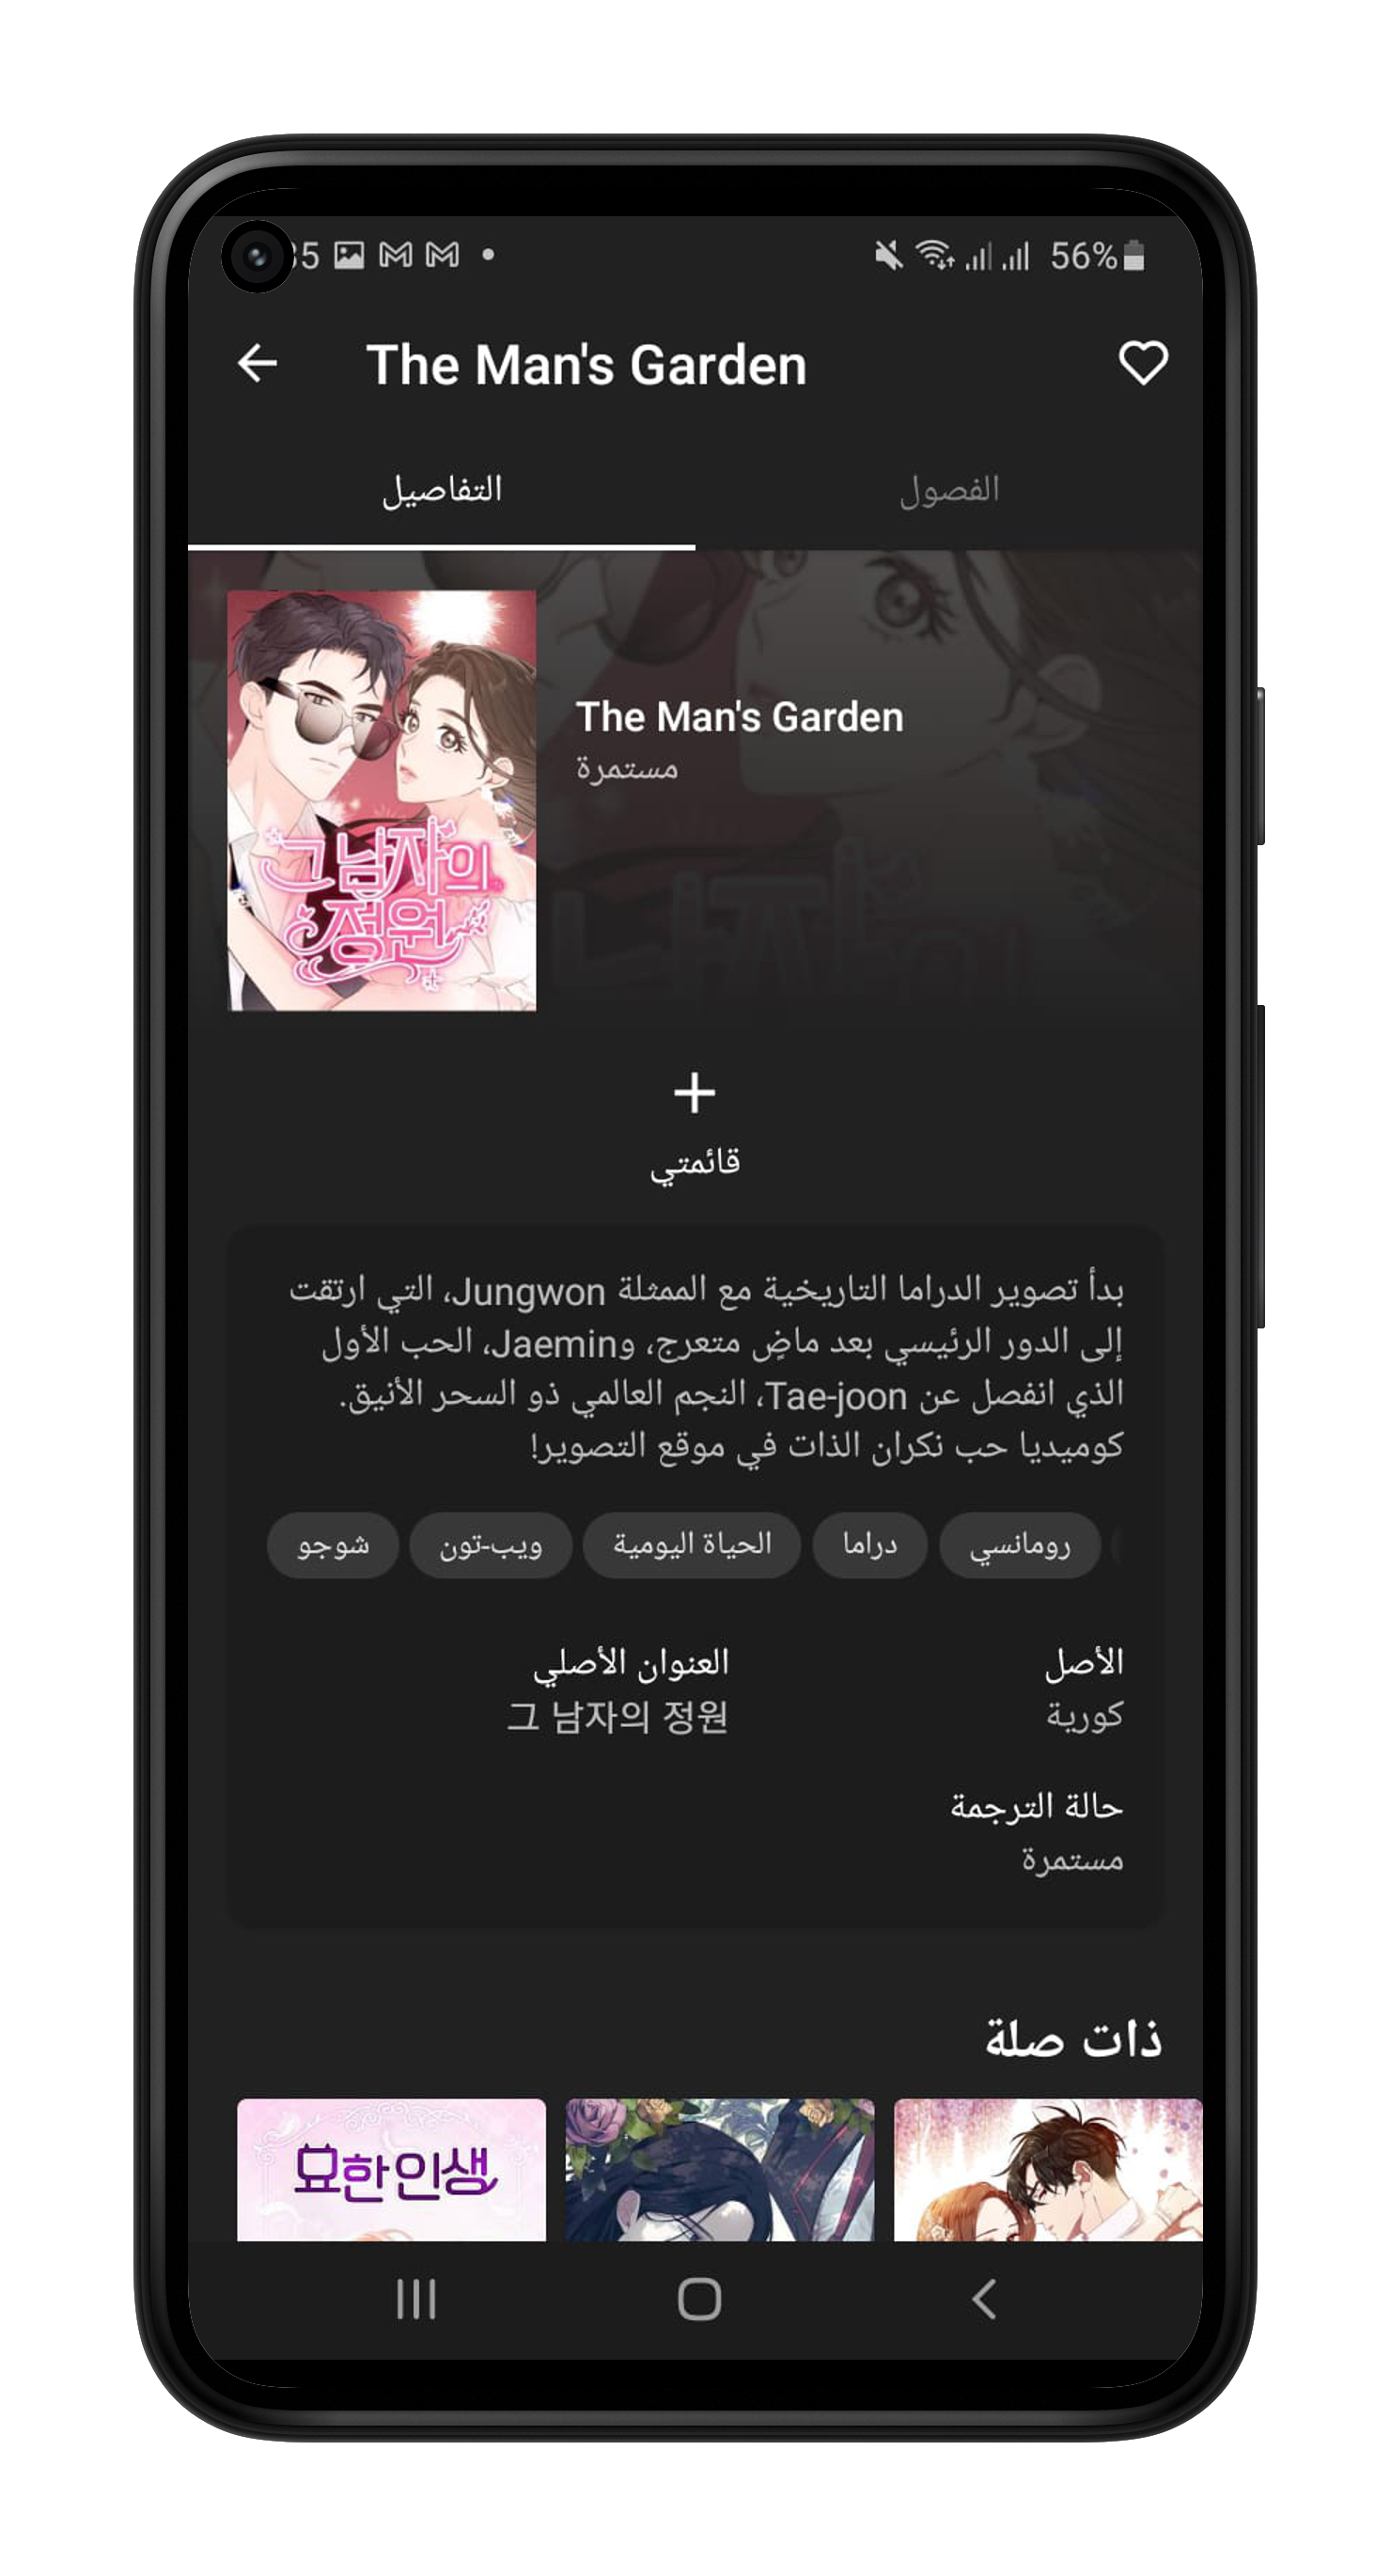 56%
The Man's Garden
التفاصيل
الفصول
The Man's Garden
مستمرة
그 남자의
정원
قائمتي
بدأ تصوير الدراما التاريخية مع الممثلة Jungwon، التي ارتقت
إلى الدور الرئيسي بعد ماضٍ متعرج، وJaemin، الحب الأول
الذي انفصل عن Tae-joon، النجم العالمي ذو السحر الأنيق.
كوميديا حب نكران الذات في موقع التصوير!
رومانسي
دراما
الحياة اليومية
ويب-تون
شوجو
الأصل
كورية
العنوان الأصلي
그 남자의 정원
حالة الترجمة
مستمرة
ذات صلة
묘한 인생